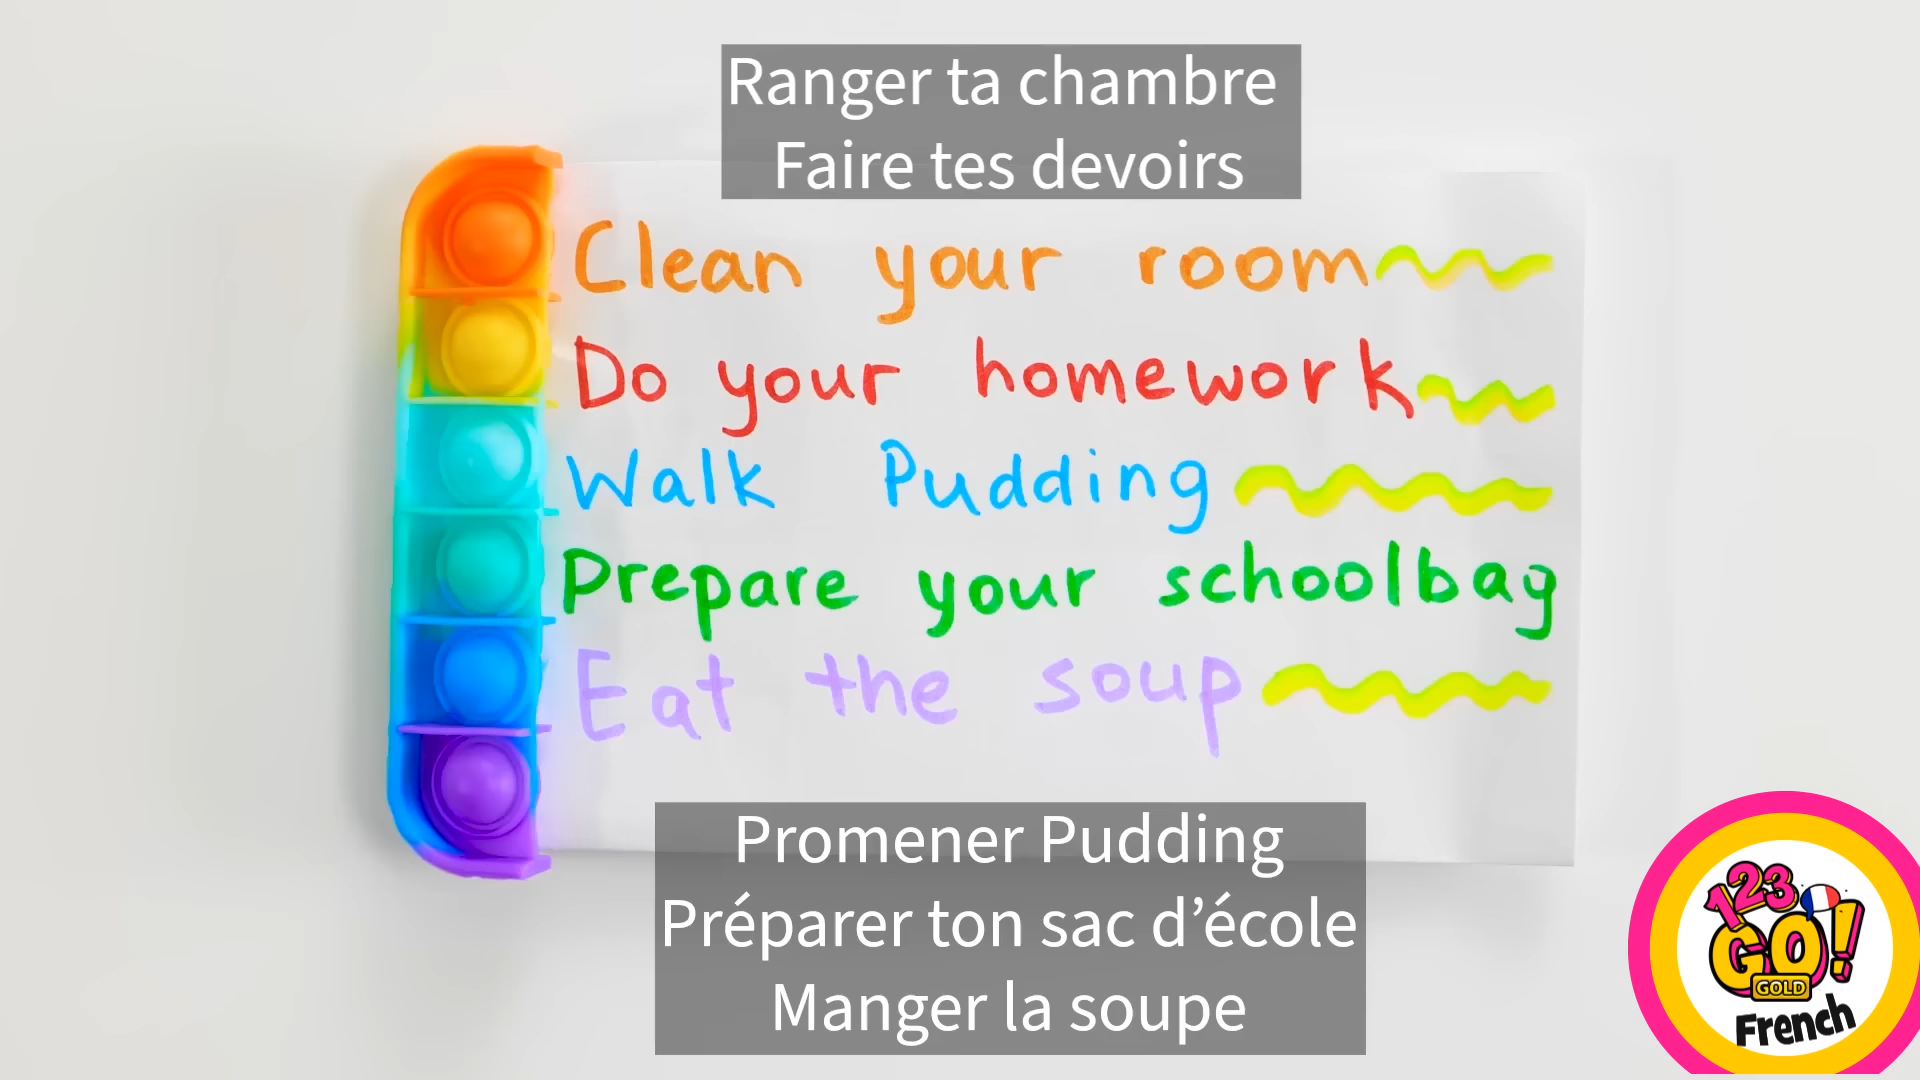 Ranger ta chambre
Faire tes devoirs
Clean your room
Do your homework
Walk Pudding
Prepare your schoolbag
Eat the soup
Promener Pudding
Préparer ton sac d’école
Manger la soupe
123
GO!
GOLD
French